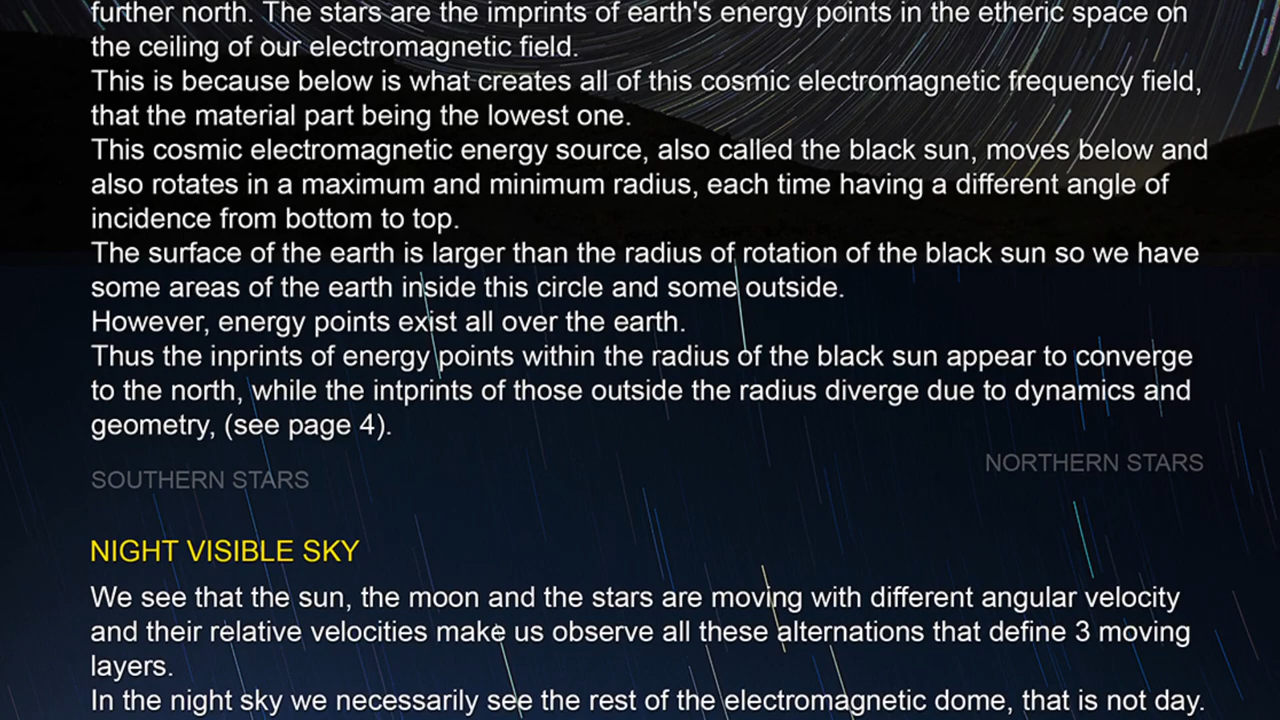 further north. The stars are the imprints of earth's energy points in the etheric space on
the ceiling of our electromagnetic field.
This is because below is what creates all of this cosmic electromagnetic frequency field,
that the material part being the lowest one.
This cosmic electromagnetic energy source, also called the black sun, moves below and
also rotates in a maximum and minimum radius, each time having a different angle of
incidence from bottom to top.
The surface of the earth is larger than the radius of rotation of the black sun so we have
some areas of the earth inside this circle and some outside.
However, energy points exist all over the earth.
Thus the inprints of energy points within the radius of the black sun appear to converge
to the north, while the intprints of those outside the radius diverge due to dynamics and
geometry, (see page 4).
SOUTHERN STARS
NORTHERN STARS
NIGHT VISIBLE SKY
We see that the sun, the moon and the stars are moving with different angular velocity
and their relative velocities make us observe all these alternations that define 3 moving
layers.
In the night sky we necessarily see the rest of the electromagnetic dome, that is not day.